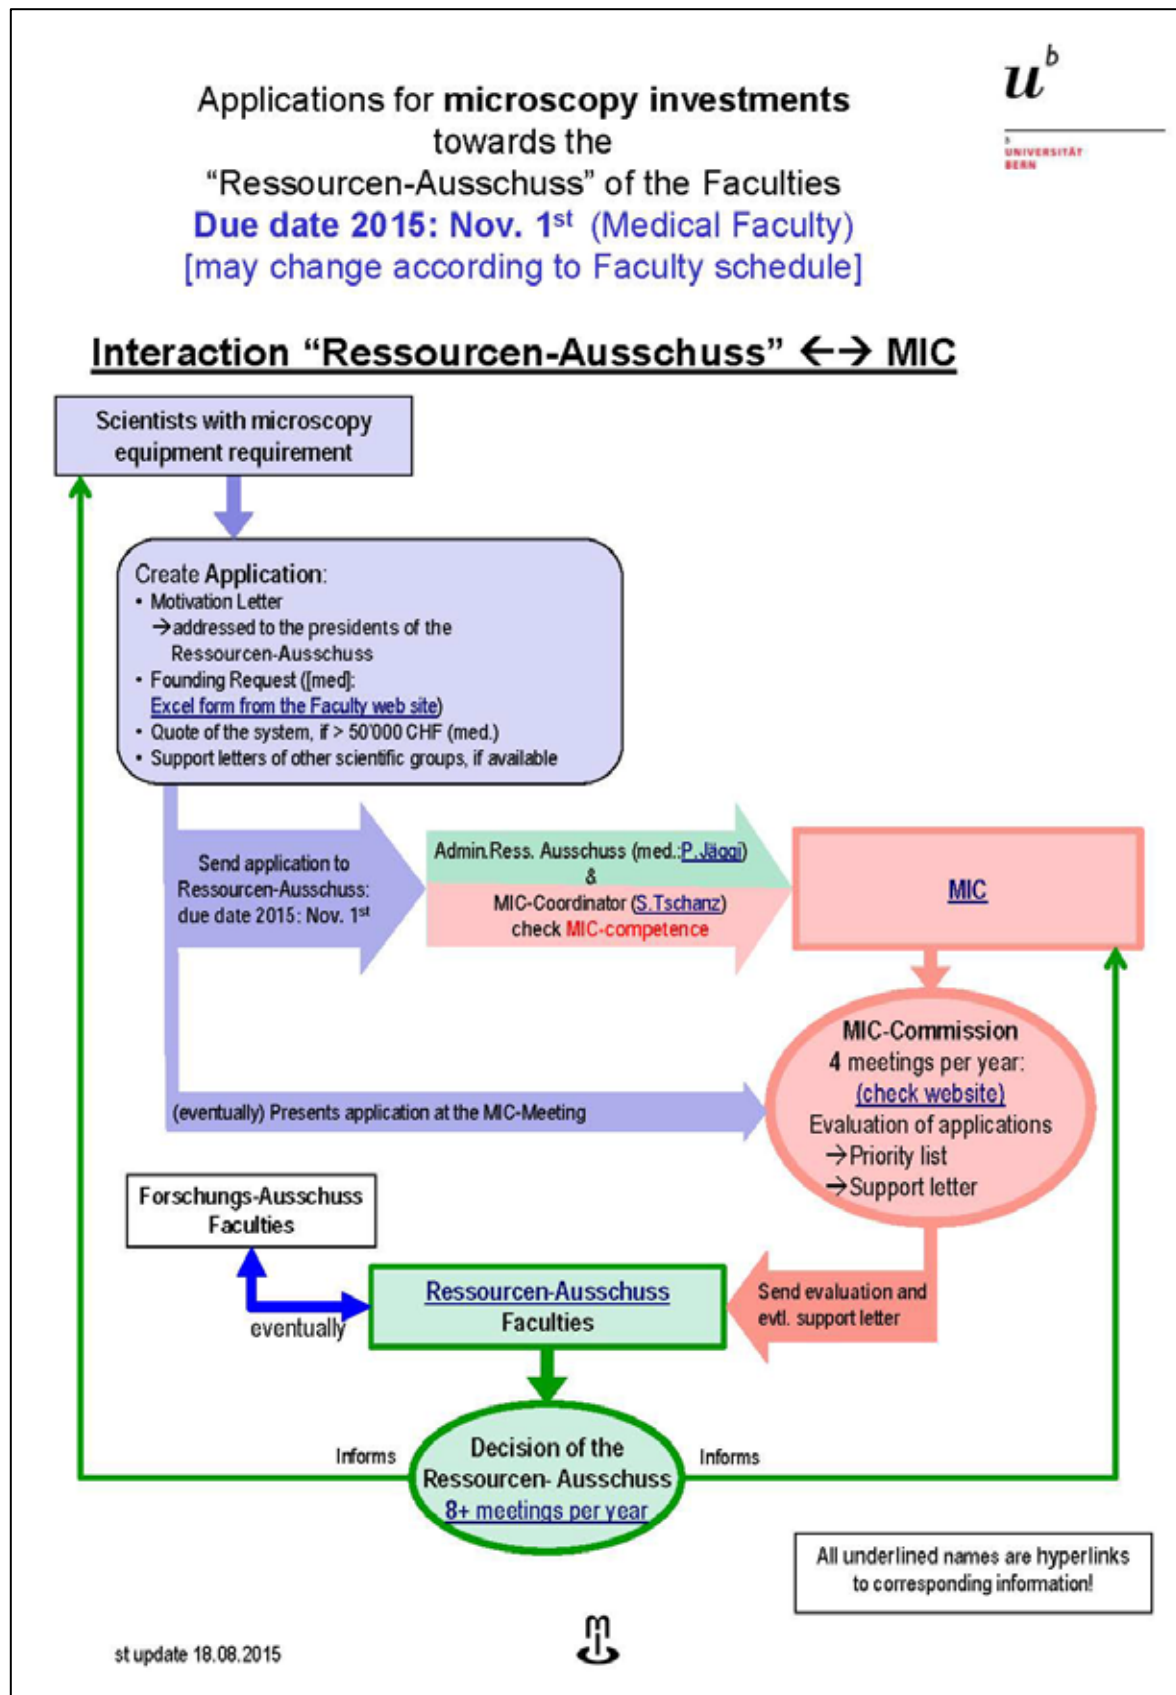 Applications for microscopy investments
towards the
“Ressourcen-Ausschuss” of the Faculties
Due date 2015: Nov. 1st (Medical Faculty)
[may change according to Faculty schedule]
u b
b
UNIVERSITÄT
BERN
Interaction “Ressourcen-Ausschuss” ←→ MIC
Scientists with microscopy
equipment requirement
Create Application:
• Motivation Letter
→addressed to the presidents of the
Ressourcen-Ausschuss
• Founding Request ([med]:
Excel form from the Faculty web site)
• Quote of the system, if > 50'000 CHF (med.)
• Support letters of other scientific groups, if available
Send application to
Ressourcen-Ausschuss:
due date 2015: Nov. 1st
Admin.Ress. Ausschuss (med.:P.Jäggi)
&
MIC-Coordinator (S.Tschanz)
check MIC-competence
MIC
MIC-Commission
4 meetings per year:
(check website)
Evaluation of applications
→Priority list
→Support letter
(eventually) Presents application at the MIC-Meeting
Forschungs-Ausschuss
Faculties
eventually
Ressourcen-Ausschuss
Faculties
Send evaluation and
evtl. support letter
Decision of the
Ressourcen- Ausschuss
8+ meetings per year
Informs
Informs
All underlined names are hyperlinks
to corresponding information!
st update 18.08.2015